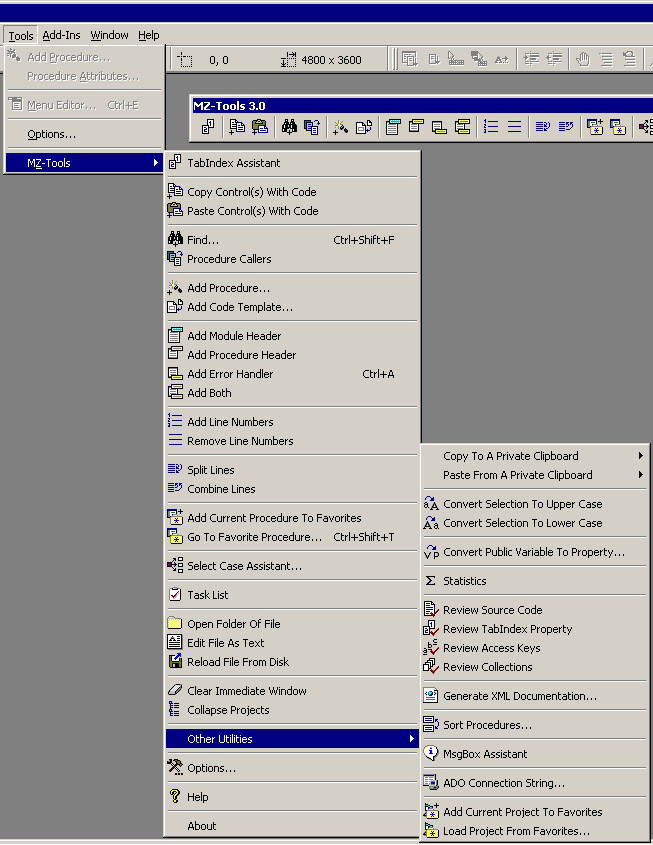 Tools Add-Ins Window Help
Add Procedure...
Procedure Attributes...
Menu Editor... Ctrl+E
Options...
MZ-Tools
0, 0 4800 x 3600
MZ-Tools 3.0
TabIndex Assistant
Copy Control(s) With Code
Paste Control(s) With Code
Find... Ctrl+Shift+F
Procedure Callers
Add Procedure...
Add Code Template...
Add Module Header
Add Procedure Header
Add Error Handler Ctrl+A
Add Both
Add Line Numbers
Remove Line Numbers
Split Lines
Combine Lines
Add Current Procedure To Favorites
Go To Favorite Procedure... Ctrl+Shift+T
Select Case Assistant...
Task List
Open Folder Of File
Edit File As Text
Reload File From Disk
Clear Immediate Window
Collapse Projects
Other Utilities
Options...
Help
About
Copy To A Private Clipboard
Paste From A Private Clipboard
Convert Selection To Upper Case
Convert Selection To Lower Case
Convert Public Variable To Property...
Statistics
Review Source Code
Review TabIndex Property
Review Access Keys
Review Collections
Generate XML Documentation...
Sort Procedures...
MsgBox Assistant
ADO Connection String...
Add Current Project To Favorites
Load Project From Favorites...